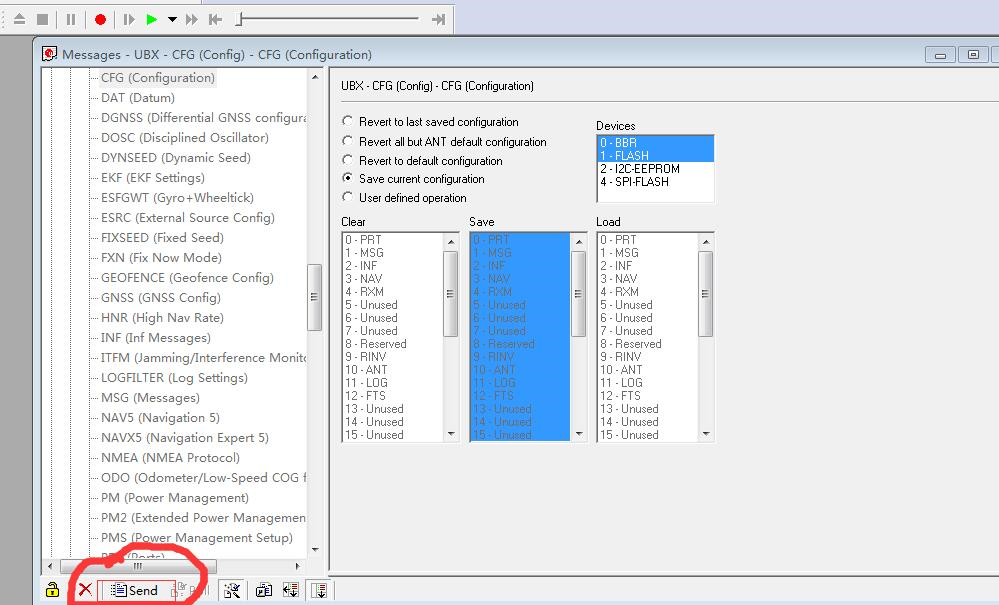 Messages - UBX - CFG (Config) - CFG (Configuration)
CFG (Configuration)
DAT (Datum)
DGNSS (Differential GNSS configura
DOSC (Disciplined Oscillator)
DYNSEED (Dynamic Seed)
EKF (EKF Settings)
ESFGWT (Gyro+Wheeltick)
ESRC (External Source Config)
FIXSEED (Fixed Seed)
FXN (Fix Now Mode)
GEOFENCE (Geofence Config)
GNSS (GNSS Config)
HNR (High Nav Rate)
INF (Inf Messages)
ITFM (Jamming/Interference Monito
LOGFILTER (Log Settings)
MSG (Messages)
NAV5 (Navigation 5)
NAVX5 (Navigation Expert 5)
NMEA (NMEA Protocol)
ODO (Odometer/Low-Speed COG f
PM (Power Management)
PM2 (Extended Power Managemen
PMS (Power Management Setup)
(Ports)
Send
UBX - CFG (Config) - CFG (Configuration)
Revert to last saved configuration
Revert all but ANT default configuration
Revert to default configuration
Save current configuration
User defined operation
Devices
0 - BBR
1 - FLASH
2 - I2C-EEPROM
4 - SPI-FLASH
Clear
0 - PRT
1 - MSG
2 - INF
3 - NAV
4 - RXM
5 - Unused
6 - Unused
7 - Unused
8 - Reserved
9 - RINV
10 - ANT
11 - LOG
12 - FTS
13 - Unused
14 - Unused
15 - Unused
Save
0 - PRT
1 - MSG
2 - INF
3 - NAV
4 - RXM
5 - Unused
6 - Unused
7 - Unused
8 - Reserved
9 - RINV
10 - ANT
11 - LOG
12 - FTS
13 - Unused
14 - Unused
15 - Unused
Load
0 - PRT
1 - MSG
2 - INF
3 - NAV
4 - RXM
5 - Unused
6 - Unused
7 - Unused
8 - Reserved
9 - RINV
10 - ANT
11 - LOG
12 - FTS
13 - Unused
14 - Unused
15 - Unused